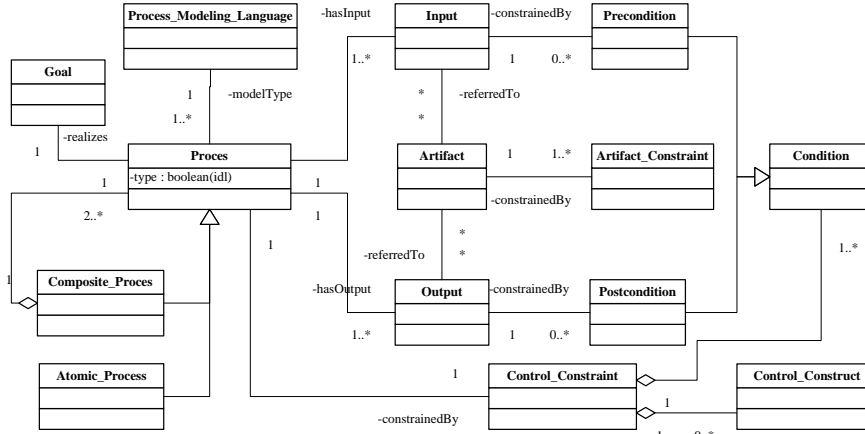 Process_Modeling_Language
-hasInput
Input
-constrainedBy
Precondition
Goal
1
-modelType
1..*
1..*
1
0..*
*
-referredTo
*
-realizes
1
Proces
-type : boolean(idl)
Artifact
1
1..*
Artifact_Constraint
Condition
-constrainedBy
1
1
2..*
1
1
*
*
-referredTo
1..*
1
Composite_Proces
-hasOutput
Output
-constrainedBy
Postcondition
1..*
1
0..*
Atomic_Process
1
Control_Constraint
Control_Construct
1
-constrainedBy